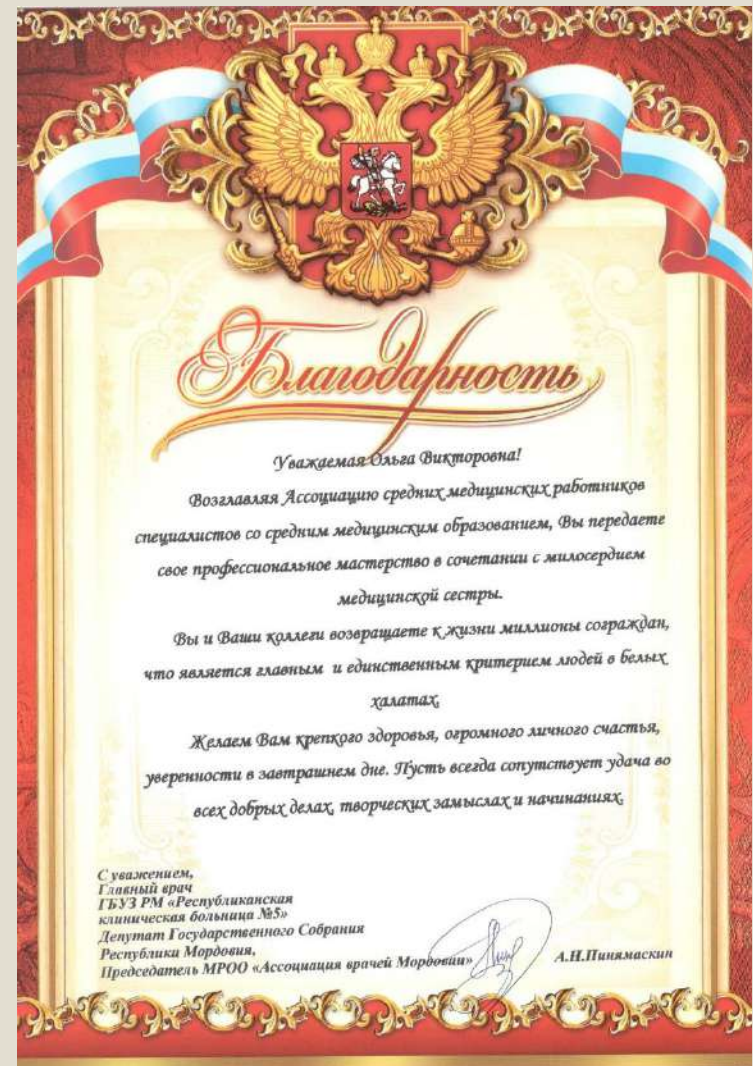 Благодарность
Уважаемая Ольга Викторовна!
Возглавляя Ассоциацию средних медицинских работников
специалистов со средним медицинским образованием, Вы передаете
свое профессиональное мастерство в сочетании с милосердием
медицинской сестры.
Вы и Ваши коллеги возвращаете к жизни миллионы сограждан,
что является главным и единственным критерием людей в белых
халатах.
Желаем Вам крепкого здоровья, огромного личного счастья,
уверенности в завтрашнем дне. Пусть всегда сопутствует удача во
всех добрых делах, творческих замыслах и начинаниях.
С уважением,
Главный врач
ГБУЗ РМ «Республиканская
клиническая больница №5»
Депутат Государственного Собрания
Республики Мордовия,
Председатель МРОО «Ассоциация врачей Мордовии» А.Н.Пинямаскин